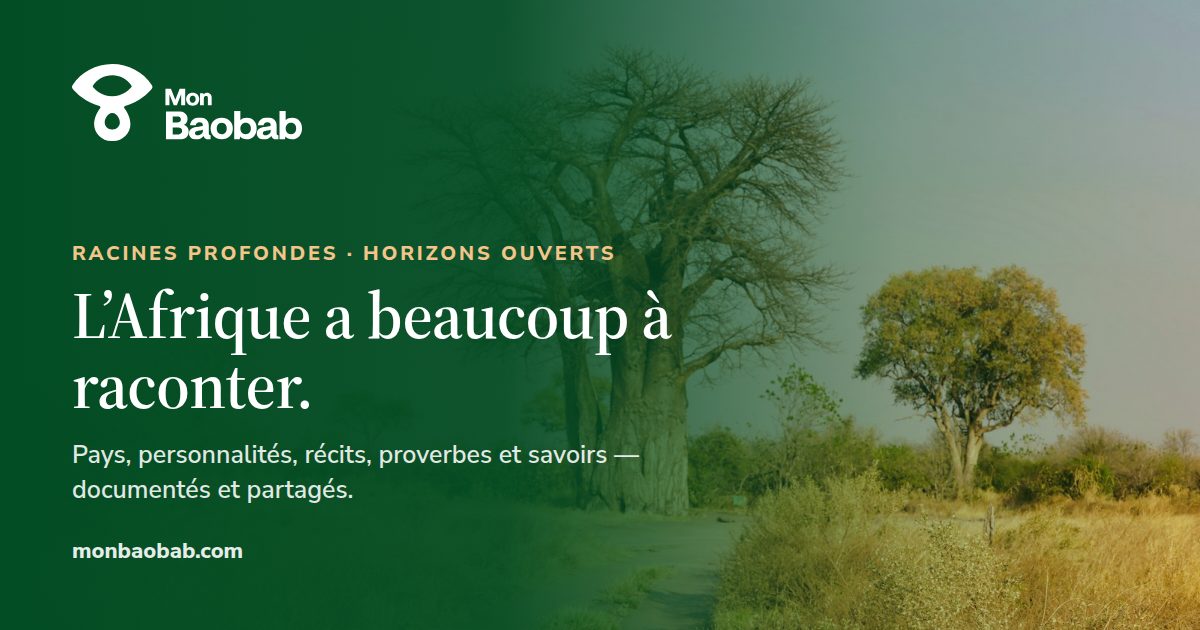 Mon
Baobab
RACINES PROFONDES · HORIZONS OUVERTS
L’Afrique a beaucoup à
raconter.
Pays, personnalités, récits, proverbes et savoirs —
documentés et partagés.
monbaobab.com